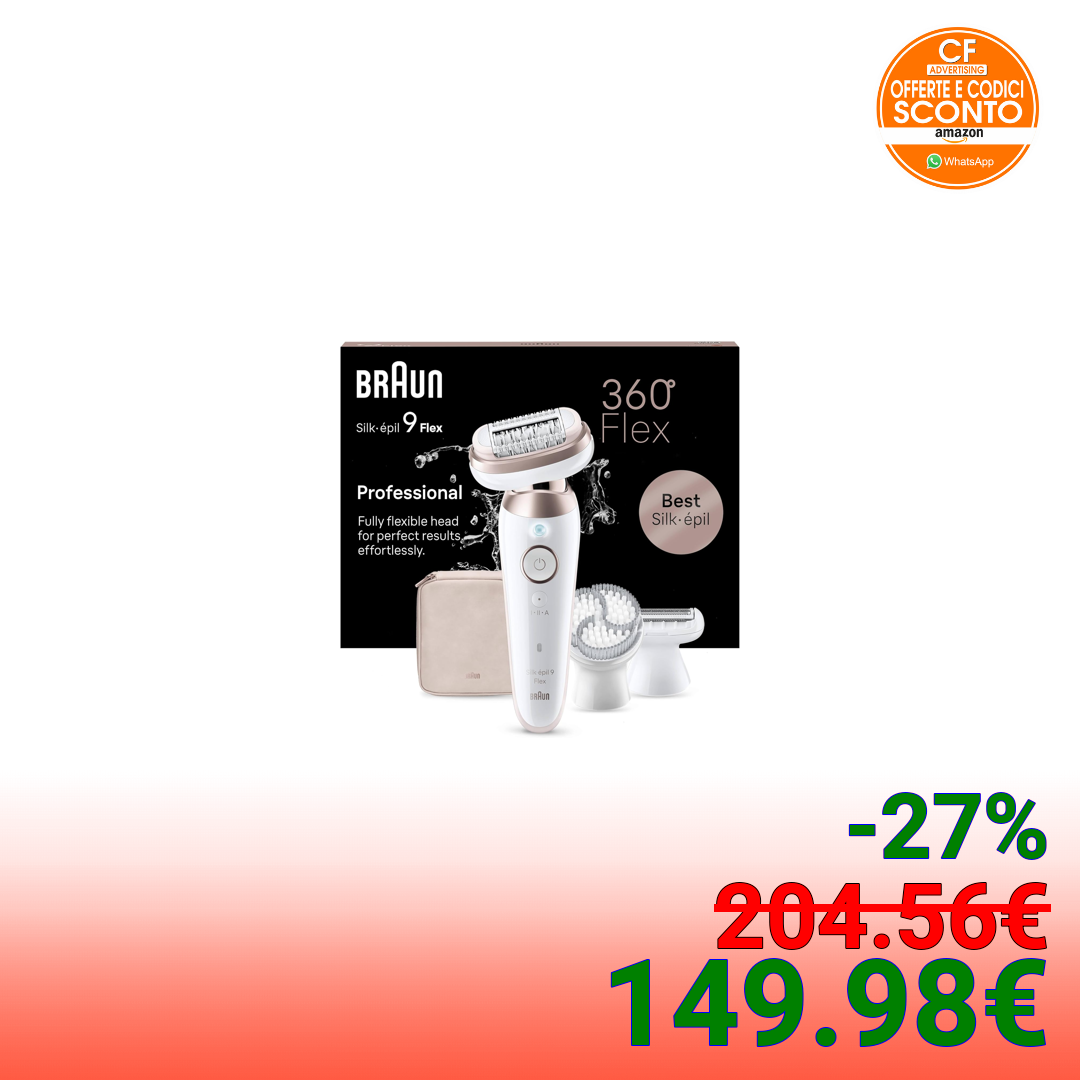 CF
ADVERTISING
OFFERTE E CODICI
SCONTO
amazon
WhatsApp
BRAUN
Silk·épil 9 Flex
360°
Flex
Professional
Fully flexible head
for perfect results,
effortlessly.
Best
Silk·épil
Silk·épil 9
Flex
BRAUN
BRAUN
-27%
204.56€
149.98€